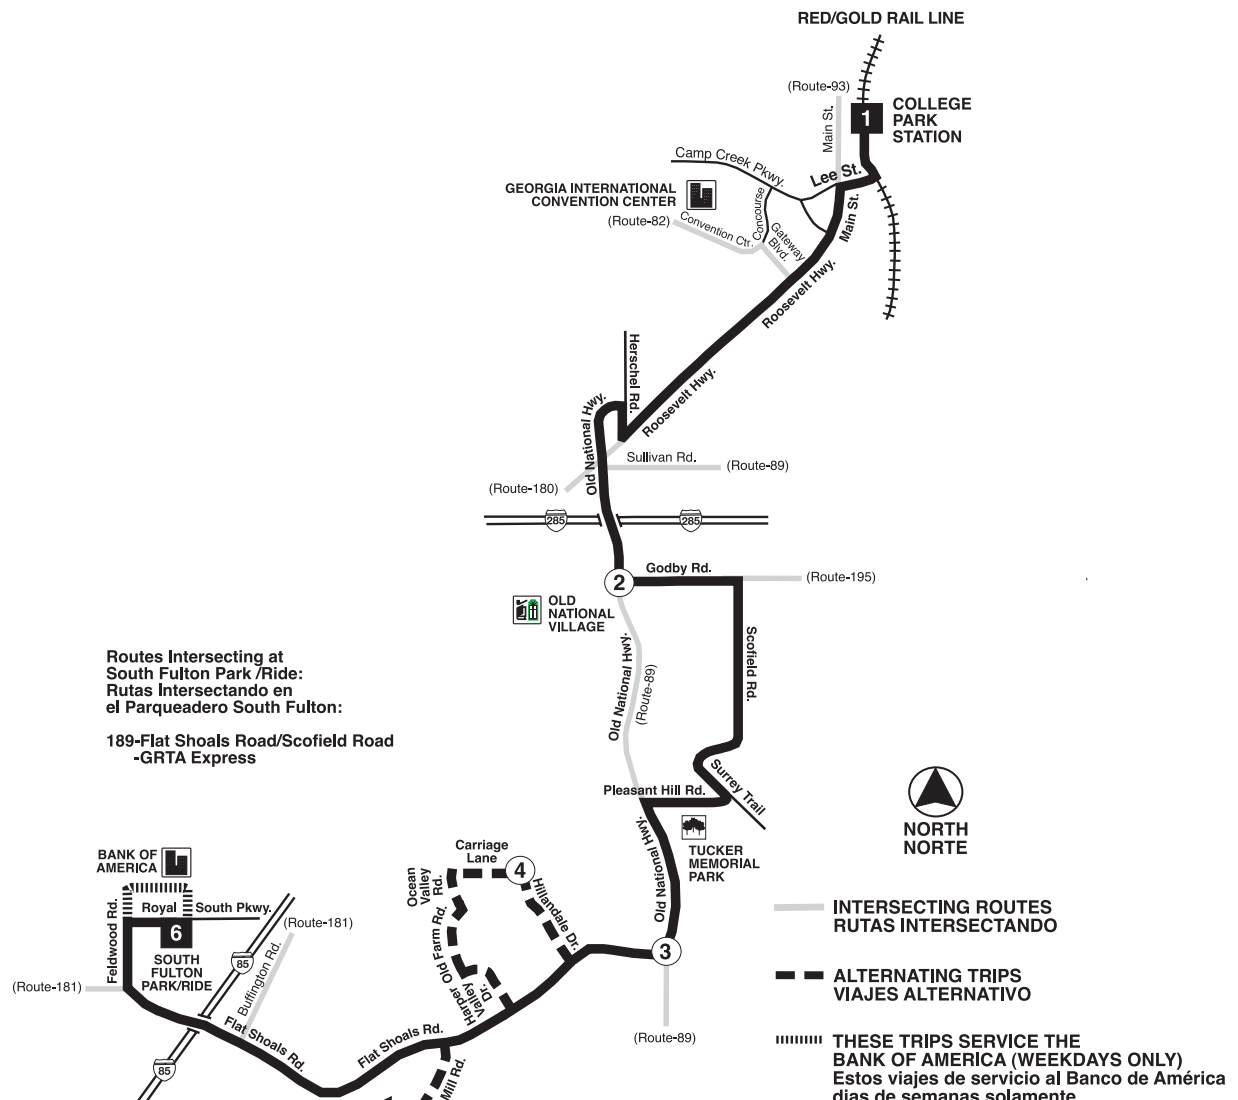 RED/GOLD RAIL LINE
(Route-93)
Main St.
1
COLLEGE
PARK
STATION
Camp Creek Pkwy.
Lee St.
GEORGIA INTERNATIONAL
CONVENTION CENTER
(Route-82)
Convention Ctr.
Concourse
Gateway
Blvd.
Main St.
Roosevelt Hwy.
Herschel Rd.
Roosevelt Hwy.
Old National Hwy.
Sullivan Rd.
(Route-89)
(Route-180)
285
285
2
Godby Rd.
(Route-195)
OLD
NATIONAL
VILLAGE
Old National Hwy.
(Route-89)
Scofield Rd.
Routes Intersecting at
South Fulton Park /Ride:
Rutas Intersectando en
el Parqueadero South Fulton:
189-Flat Shoals Road/Scofield Road
-GRTA Express
Surrey Trail
Pleasant Hill Rd.
NORTH
NORTE
TUCKER
MEMORIAL
PARK
Old National Hwy.
BANK OF
AMERICA
Carriage
Lane
4
Ocean
Valley
Rd.
Hillandale Dr.
Harper Old Farm Rd.
Valley
Dr.
Feldwood Rd.
Royal
South Pkwy.
6
SOUTH
FULTON
PARK/RIDE
(Route-181)
85
Buffington Rd.
(Route-181)
3
(Route-89)
Flat Shoals Rd.
Flat Shoals Rd.
Mill Rd.
85
INTERSECTING ROUTES
RUTAS INTERSECTANDO
ALTERNATING TRIPS
VIAJES ALTERNATIVO
THESE TRIPS SERVICE THE
BANK OF AMERICA (WEEKDAYS ONLY)
Estos viajes de servicio al Banco de América
dias de semanas solamente